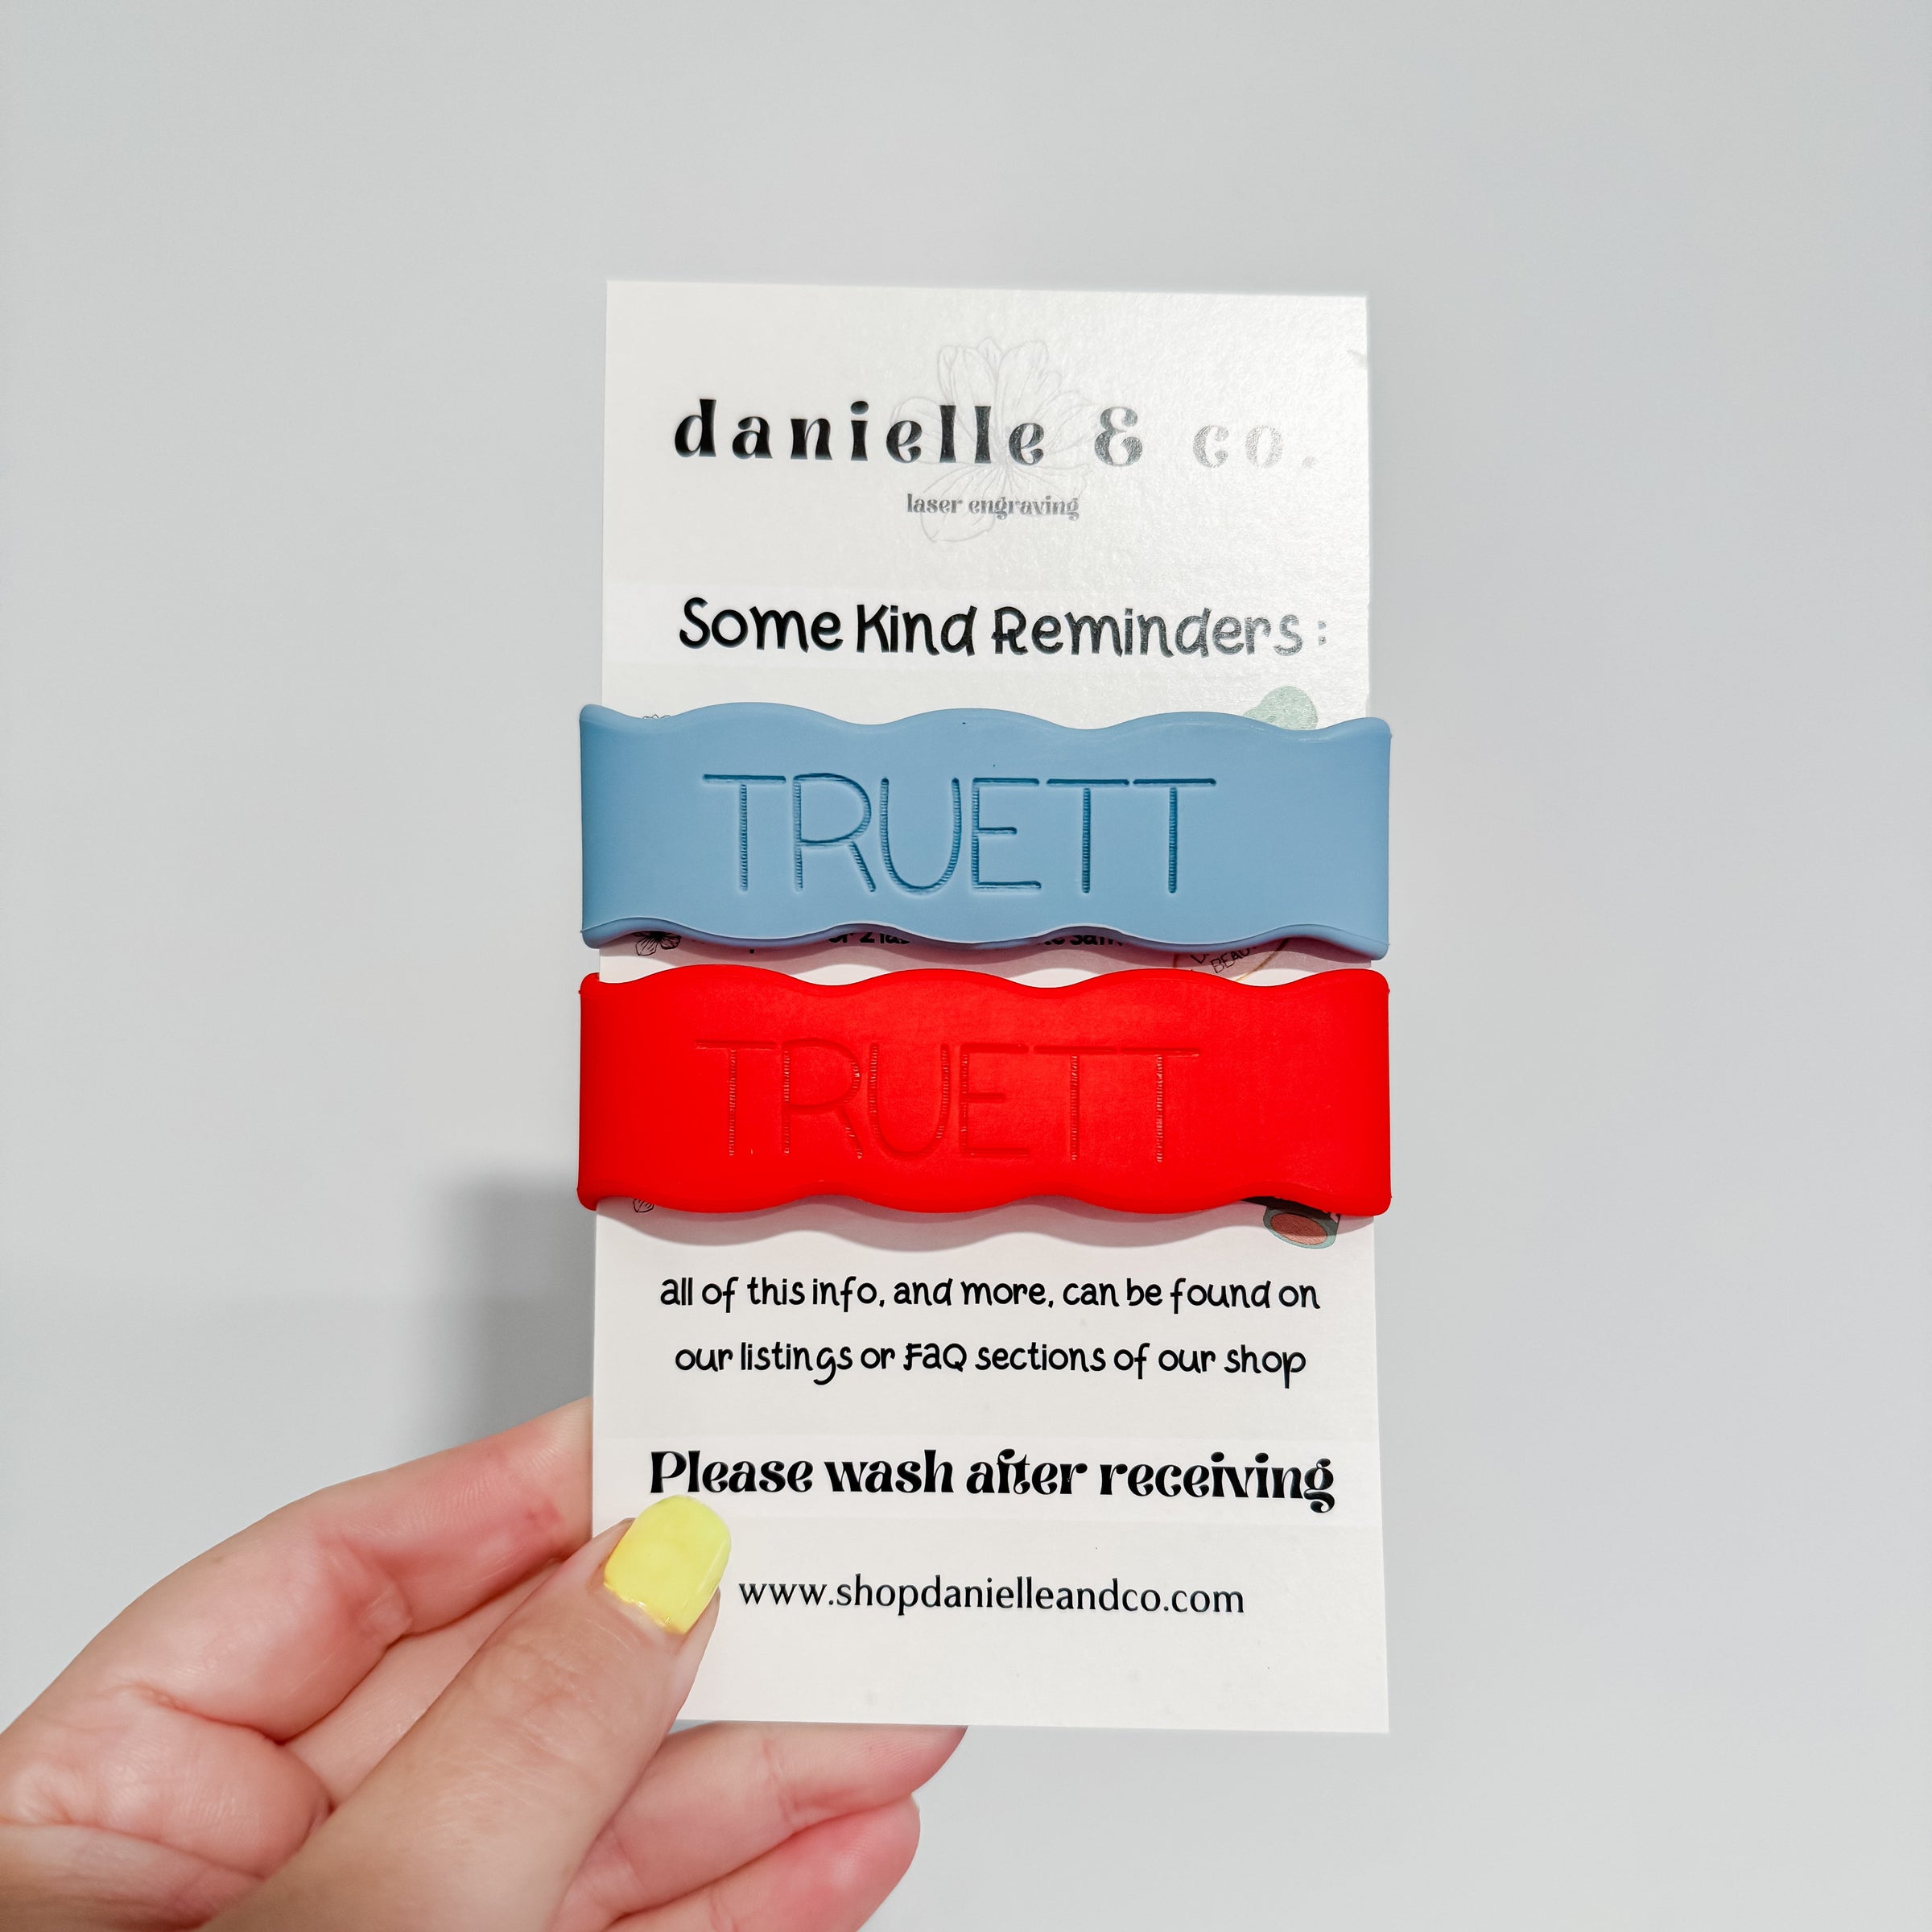 danielle & co.
laser engraving
Some Kind Reminders:
TRUETT
TRUETT
all of this info, and more, can be found on
our listings or FaQ sections of our shop
Please wash after receiving
www.shopdanielleandco.com